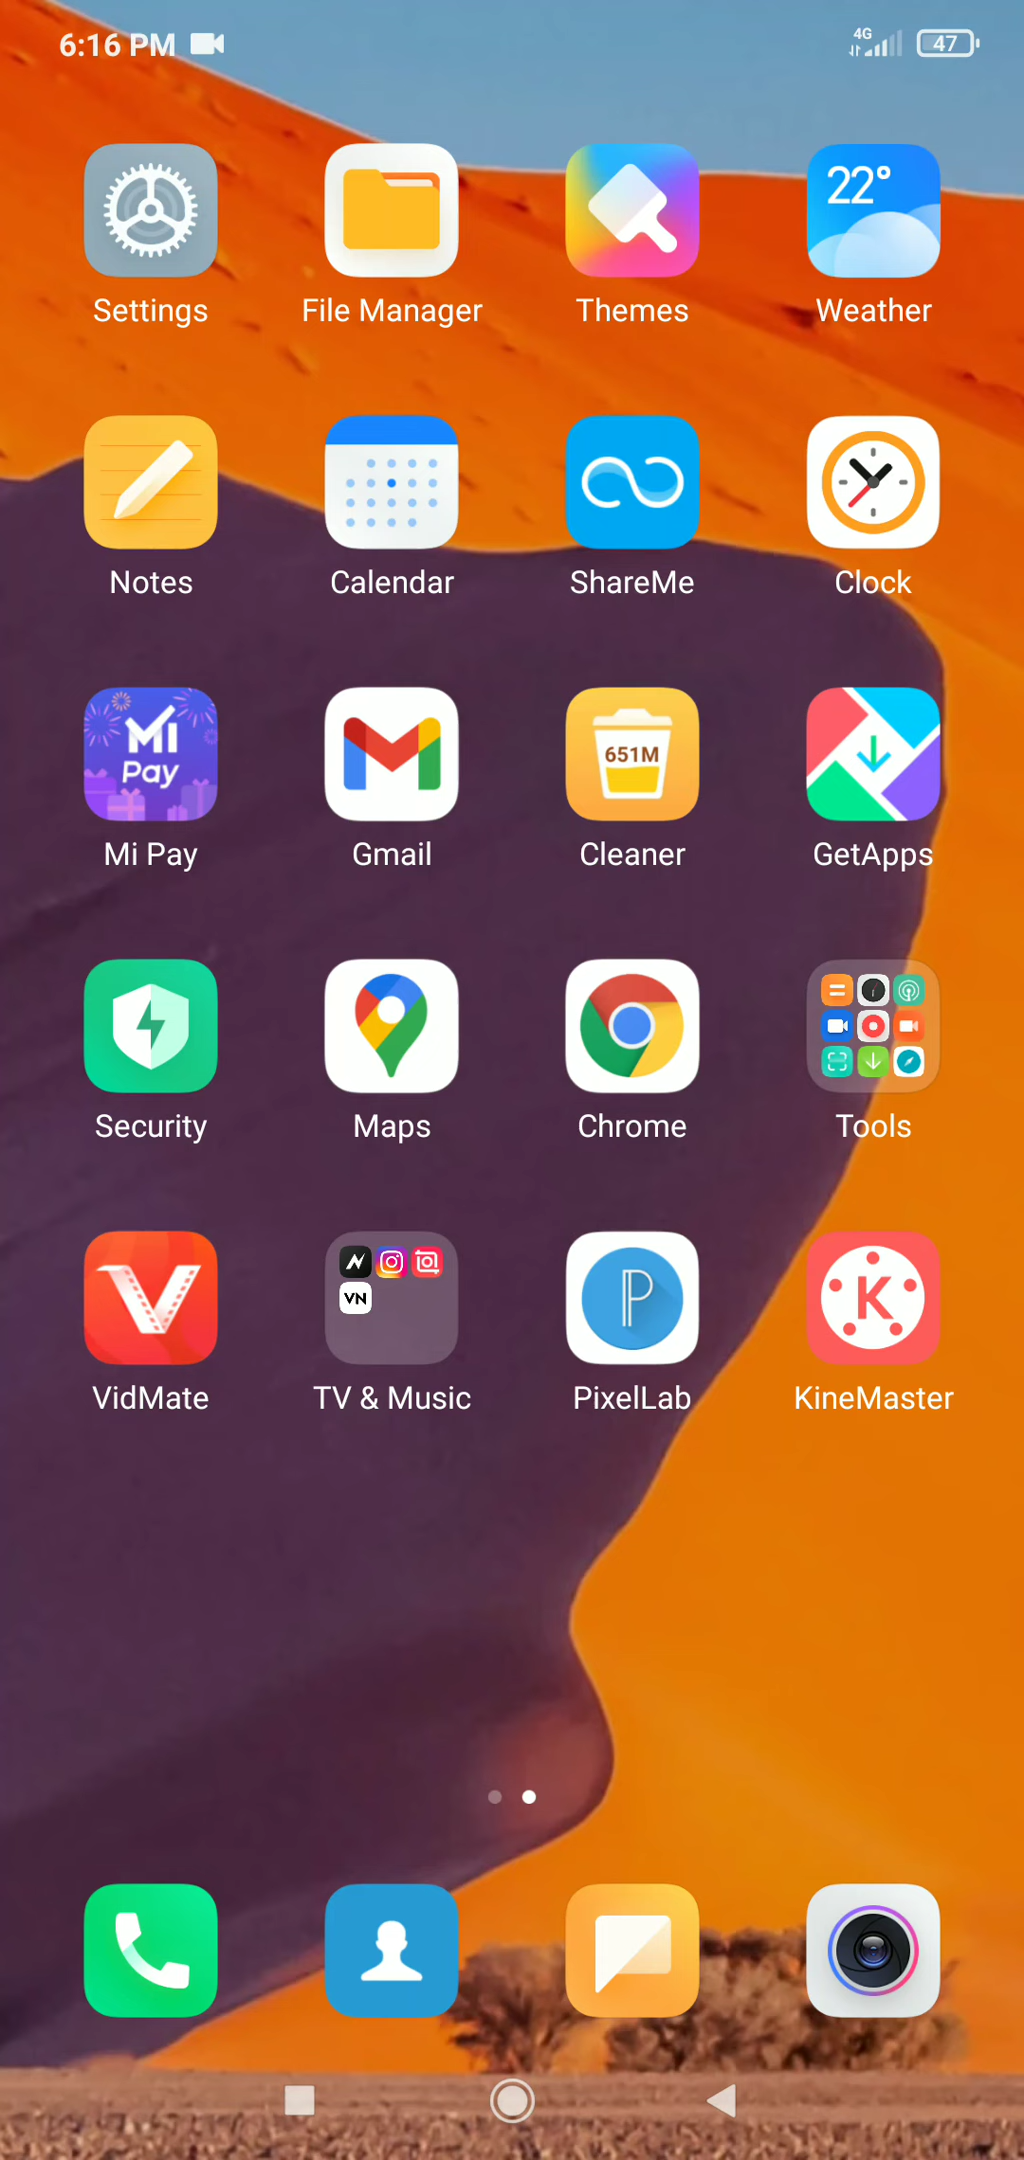 6:16 PM 4G 47
22°
Settings File Manager Themes Weather
Notes Calendar ShareMe Clock
Mi Pay 651M
Mi Pay Gmail Cleaner GetApps
Security Maps Chrome Tools
VN P K
VidMate TV & Music PixelLab KineMaster